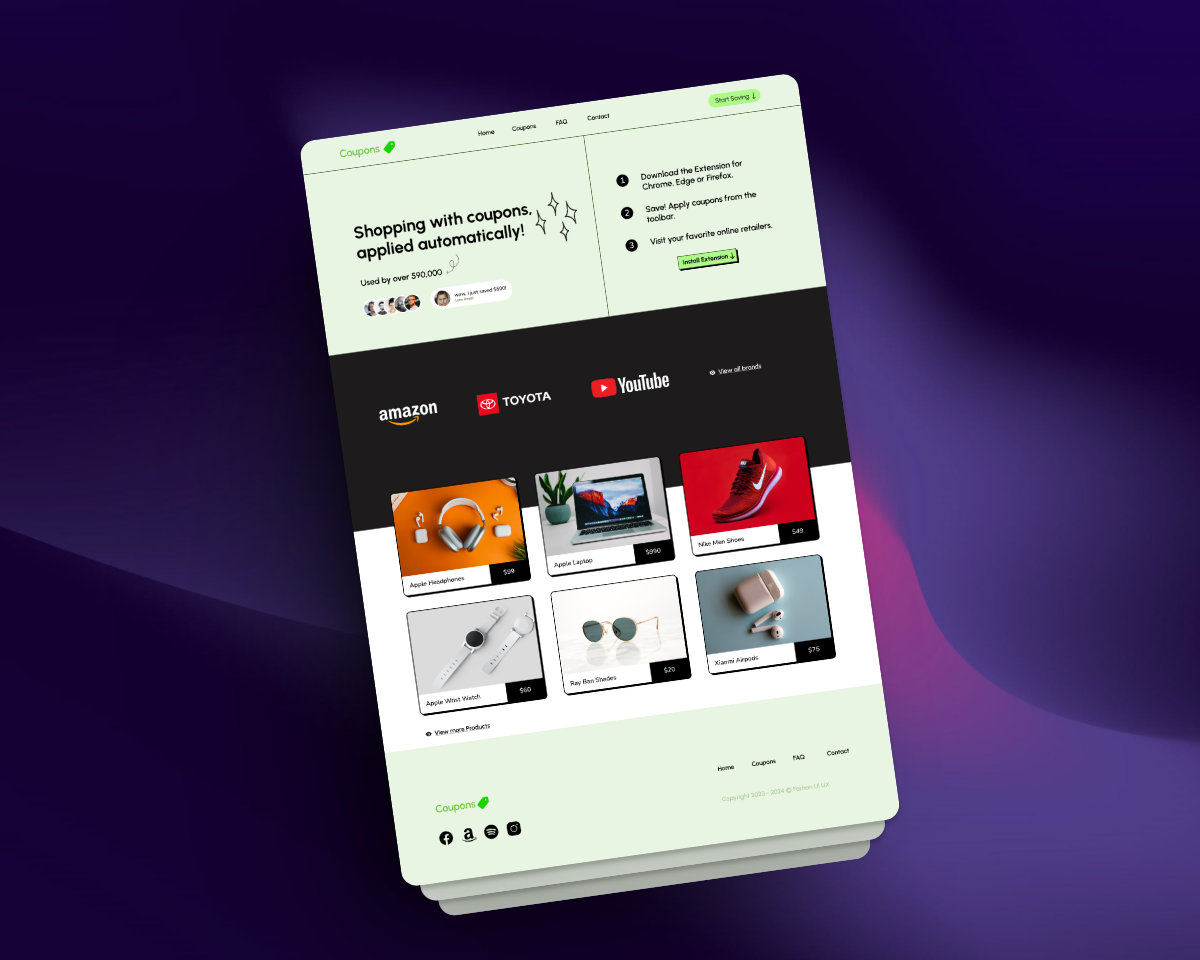 Coupons
Home
Coupons
FAQ
Contact
Start Saving
Shopping with coupons,
applied automatically!
Used by over 590,000
wow, i just saved $500!
1
Download the Extension for
Chrome, Edge or Firefox.
2
Save! Apply coupons from the
toolbar.
3
Visit your favorite online retailers.
Install Extension
amazon
TOYOTA
YouTube
View all brands
Apple Headphones
$99
Apple Laptop
$990
Nike Men Shoes
$49
Apple Wrist Watch
$60
Ray Ban Shades
$20
Xiaomi Airpods
$75
View more Products
Home
Coupons
FAQ
Contact
Coupons
Copyright 2023 - 2024 © Farhan UI Ltd